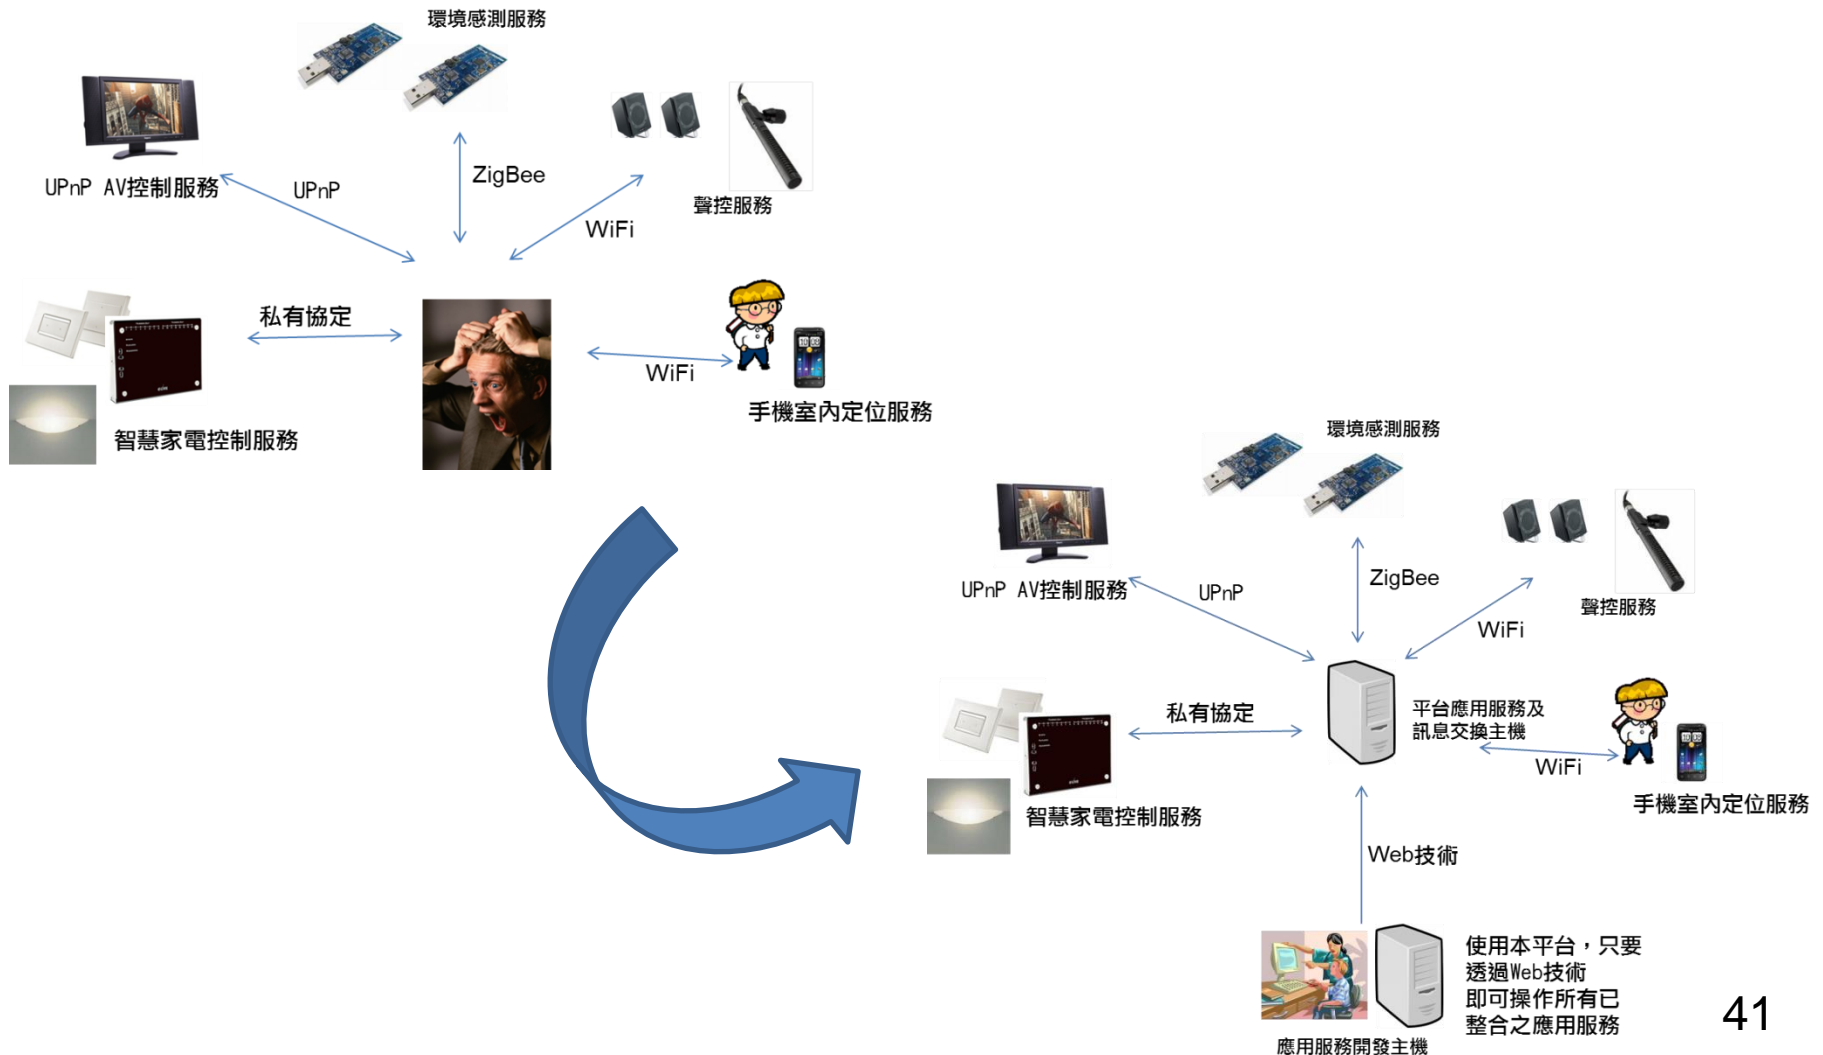 環境感測服務
UPnP AV控制服務
UPnP
ZigBee
WiFi
聲控服務
私有協定
WiFi
智慧家電控制服務
手機室內定位服務
環境感測服務
UPnP AV控制服務
UPnP
ZigBee
WiFi
聲控服務
私有協定
平台應用服務及
訊息交換主機
WiFi
智慧家電控制服務
手機室內定位服務
Web技術
使用本平台，只要
透過Web技術
即可操作所有已
整合之應用服務
應用服務開發主機
41